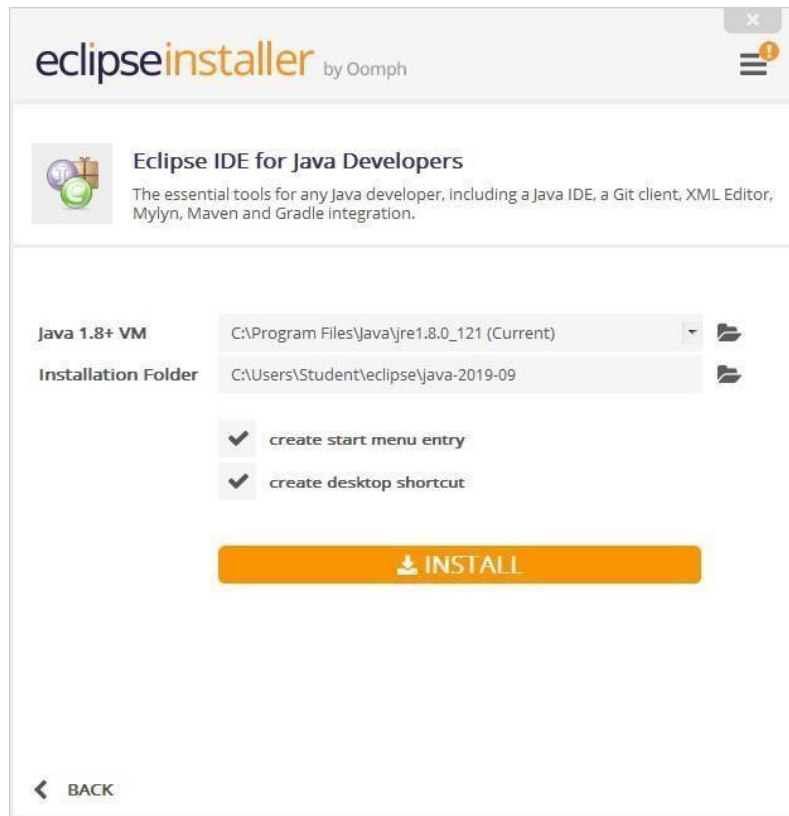 eclipseinstaller by Oomph
Eclipse IDE for Java Developers
The essential tools for any Java developer, including a Java IDE, a Git client, XML Editor,
Mylyn, Maven and Gradle integration.
Java 1.8+ VM C:\Program Files\Java\jre1.8.0_121 (Current)
Installation Folder C:\Users\Student\eclipse\java-2019-09
create start menu entry
create desktop shortcut
INSTALL
BACK